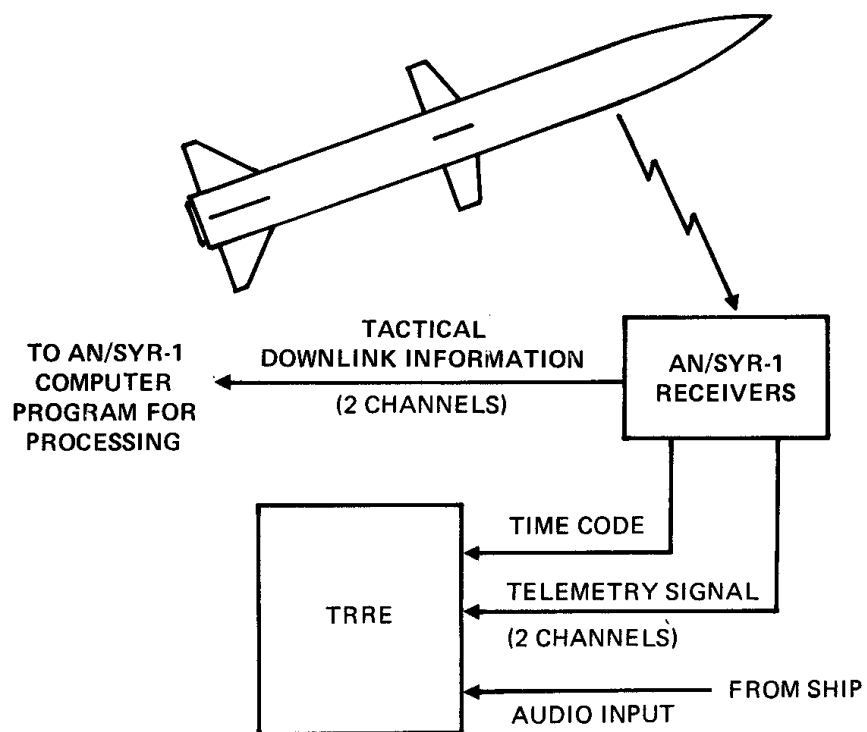 TACTICAL
DOWNLINK INFORMATION
(2 CHANNELS)
TO AN/SYR-1
COMPUTER
PROGRAM FOR
PROCESSING
AN/SYR-1
RECEIVERS
TIME CODE
TRRE
TELEMETRY SIGNAL
(2 CHANNELS)
FROM SHIP
AUDIO INPUT